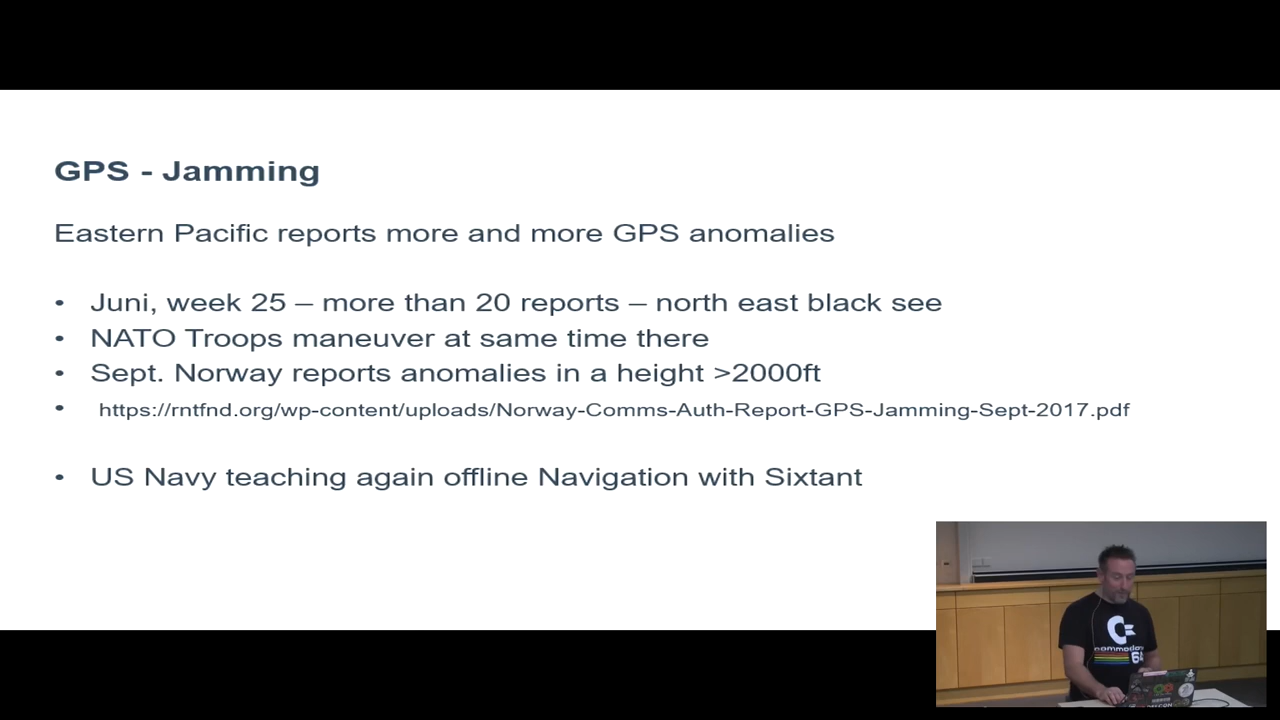 GPS - Jamming
Eastern Pacific reports more and more GPS anomalies
• Juni, week 25 – more than 20 reports – north east black see
• NATO Troops maneuver at same time there
• Sept. Norway reports anomalies in a height >2000ft
• https://rntfnd.org/wp-content/uploads/Norway-Comms-Auth-Report-GPS-Jamming-Sept-2017.pdf
• US Navy teaching again offline Navigation with Sixtant
commodore